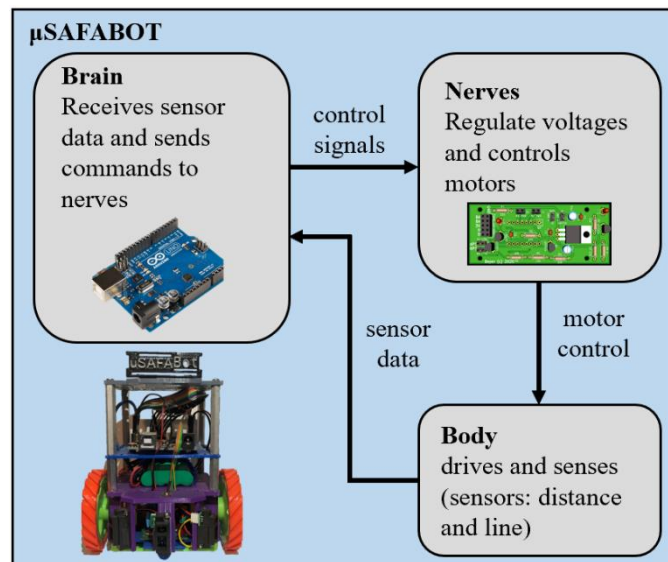 µSAFABOT
Brain
Receives sensor
data and sends
commands to
nerves
control
signals
Nerves
Regulate voltages
and controls
motors
sensor
data
motor
control
Body
drives and senses
(sensors: distance
and line)
µSAFABot